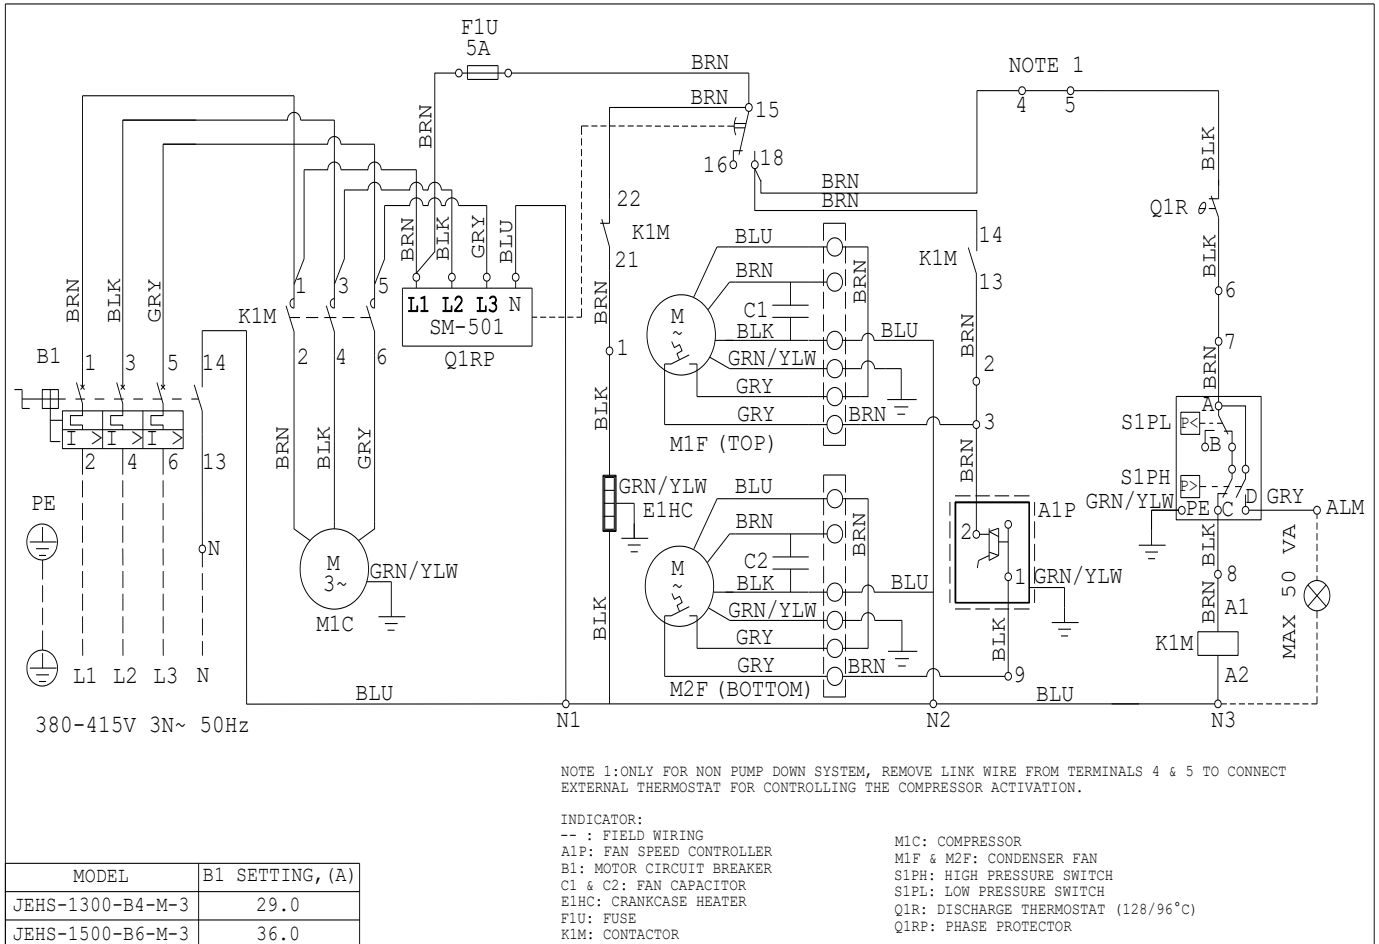 F1U
5A
BRN
NOTE 1
4 5
BRN
15
BRN
16 18
BRN
BRN
BLK
Q1R
BLK
22
K1M
21
BRN
1
BLK
BRN BLK GRY
BRN BLK GRY BLU
L1 L2 L3 N
SM-501
Q1RP
1 3 5
K1M
2 4 6
B1
1 3 5 14
I > I > I >
2 4 6 13
BRN BLK GRY
PE
N
L1 L2 L3 N
380-415V 3N~ 50Hz
M
3~
GRN/YLW
M1C
BLU
BRN
C1
BLK
GRN/YLW
GRY
GRY
M
~
M1F (TOP)
BRN
BLU
BRN
14
K1M
13
BRN
2
3
BRN
6
7
BRN
A
S1PL
P<
B
S1PH
P>
GRN/YLW
PE C D
GRY
ALM
GRN/YLW
E1HC
BLK
BLU
BRN
C2
BLK
GRN/YLW
GRY
GRY
M
~
M2F (BOTTOM)
BRN
BLU
BRN
A1P
2
1
GRN/YLW
BLK
9
BLK
8
BRN
A1
K1M
A2
MAX 50 VA
BLU
N1
N2
BLU
N3
NOTE 1:ONLY FOR NON PUMP DOWN SYSTEM, REMOVE LINK WIRE FROM TERMINALS 4 & 5 TO CONNECT
EXTERNAL THERMOSTAT FOR CONTROLLING THE COMPRESSOR ACTIVATION.
INDICATOR:
-- : FIELD WIRING
A1P: FAN SPEED CONTROLLER
B1: MOTOR CIRCUIT BREAKER
C1 & C2: FAN CAPACITOR
E1HC: CRANKCASE HEATER
F1U: FUSE
K1M: CONTACTOR
M1C: COMPRESSOR
M1F & M2F: CONDENSER FAN
S1PH: HIGH PRESSURE SWITCH
S1PL: LOW PRESSURE SWITCH
Q1R: DISCHARGE THERMOSTAT (128/96°C)
Q1RP: PHASE PROTECTOR
MODEL B1 SETTING,(A)
JEHS-1300-B4-M-3 29.0
JEHS-1500-B6-M-3 36.0